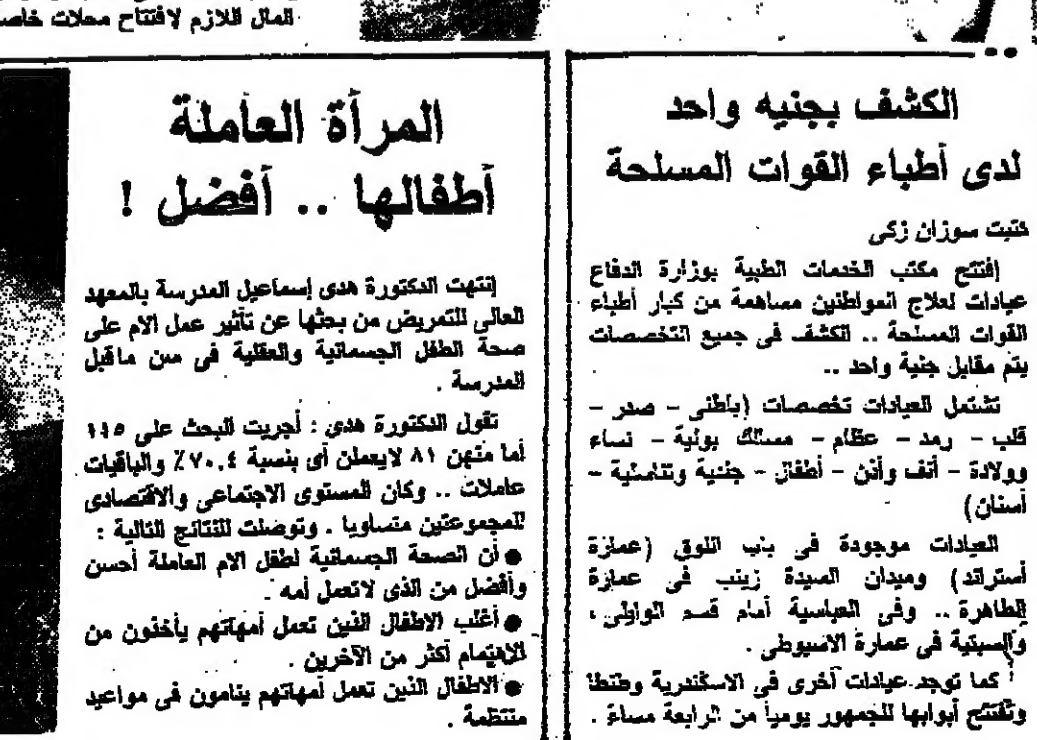 المال اللازم لافتتاح محلات خاصة
الكشف بجنيه واحد
لدى أطباء القوات المسلحة
كتبت سوزان زكى
إفتتح مكتب الخدمات الطبية بوزارة الدفاع
عيادات لعلاج المواطنين مساهمة من كبار أطباء
القوات المسلحة .. الكشف فى جميع التخصصات
يتم مقابل جنية واحد ..
تشتمل العيادات تخصصات (باطنى – صدر –
قلب – رمد – عظام – مسالك بولية – نساء
وولادة – أنف وأذن – أطفال – جلدية وتناسلية –
أسنان)
العيادات موجودة فى باب اللوق (عمارة
أستراند) وميدان السيدة زينب فى عمارة
الطاهرة .. وفى العباسية أمام قسم الوايلى ،
والسبتية فى عمارة الاسيوطى .
كما توجد عيادات آخرى فى الاسكندرية وطنطا
وتفتتح أبوابها للجمهور يومياً من الرابعة مساءً .
المرأة العاملة
أطفالها .. أفضل !
إنتهت الدكتورة هدى إسماعيل المدرسة بالمعهد
العالى للتمريض من بحثها عن تأثير عمل الام على
صحة الطفل الجسمانية والعقلية فى سن ماقبل
المدرسة .
تقول الدكتورة هدى : أجريت البحث على ١١٥
أما منهن ٨١ لايعملن أى بنسبة ٧٠,٤٪ والباقيات
عاملات .. وكان المستوى الاجتماعى والاقتصادى
للمجموعتين متساويا . وتوصلت للنتائج التالية :
● أن الصحة الجسمانية لطفل الام العاملة أحسن
وأفضل من الذى لاتعمل أمه .
● أغلب الاطفال الذين تعمل أمهاتهم يأخذون من
الاهتمام أكثر من الآخرين .
● الاطفال الذين تعمل أمهاتهم ينامون فى مواعيد
منتظمة .